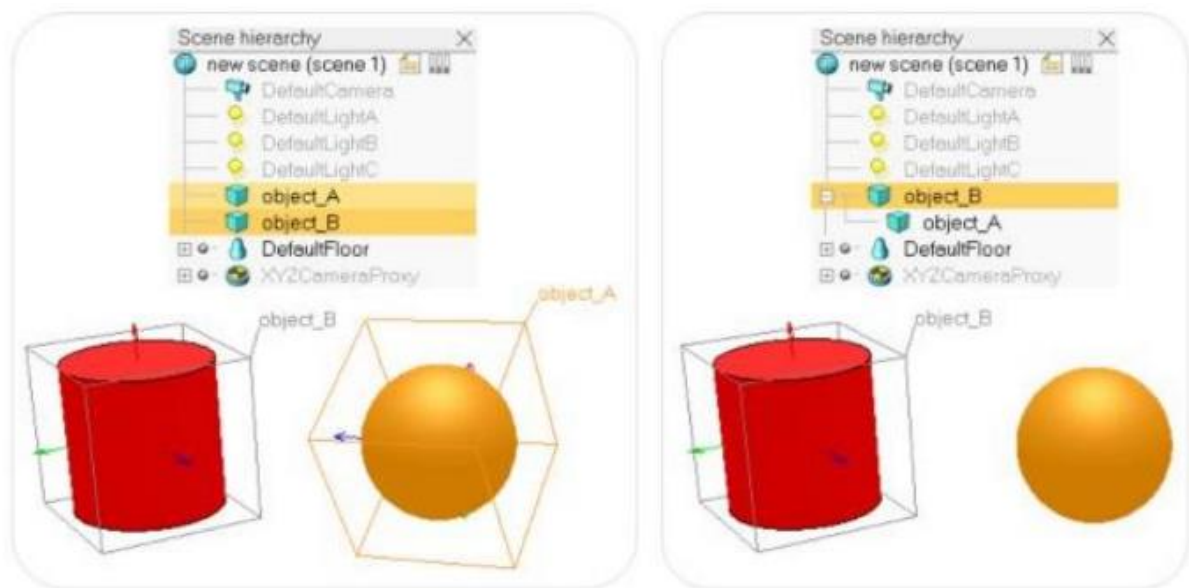 Scene hierarchy
new scene (scene 1)
DefaultCamera
DefaultLightA
DefaultLightB
DefaultLightC
object_A
object_B
DefaultFloor
XYZCameraProxy
object_A
object_B
Scene hierarchy
new scene (scene 1)
DefaultCamera
DefaultLightA
DefaultLightB
DefaultLightC
object_B
object_A
DefaultFloor
XYZCameraProxy
object_B